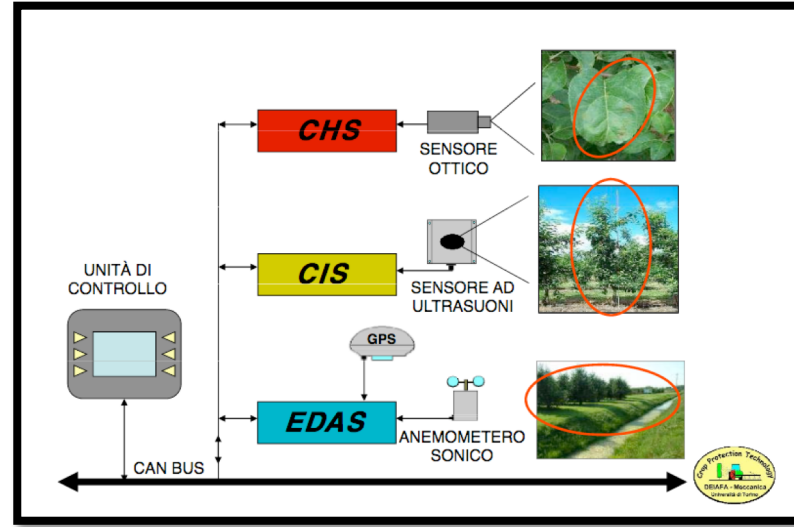 CHS
SENSORE
OTTICO
CIS
SENSORE AD
ULTRASUONI
UNITÀ DI
CONTROLLO
GPS
EDAS
ANEMOMETERO
SONICO
CAN BUS
Crop Protection Technology
DEIAFA - Meccanica
Università di Torino